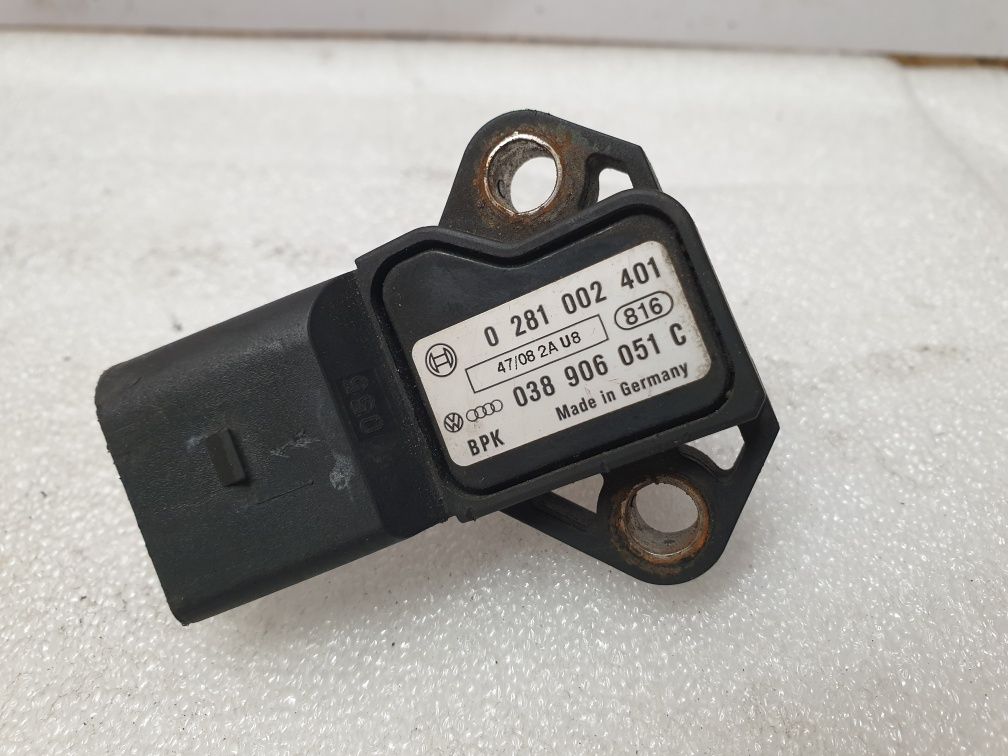 0 281 002 401
47/08 2A U8
816
038 906 051 C
Made in Germany
BPK